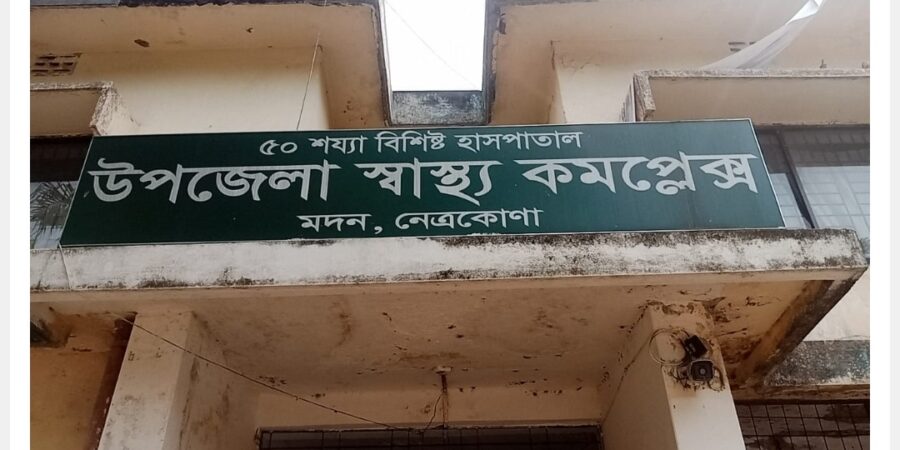 ৫০ শয্যা বিশিষ্ট হাসপাতাল
উপজেলা স্বাস্থ্য কমপ্লেক্স
মদন, নেত্রকোণা